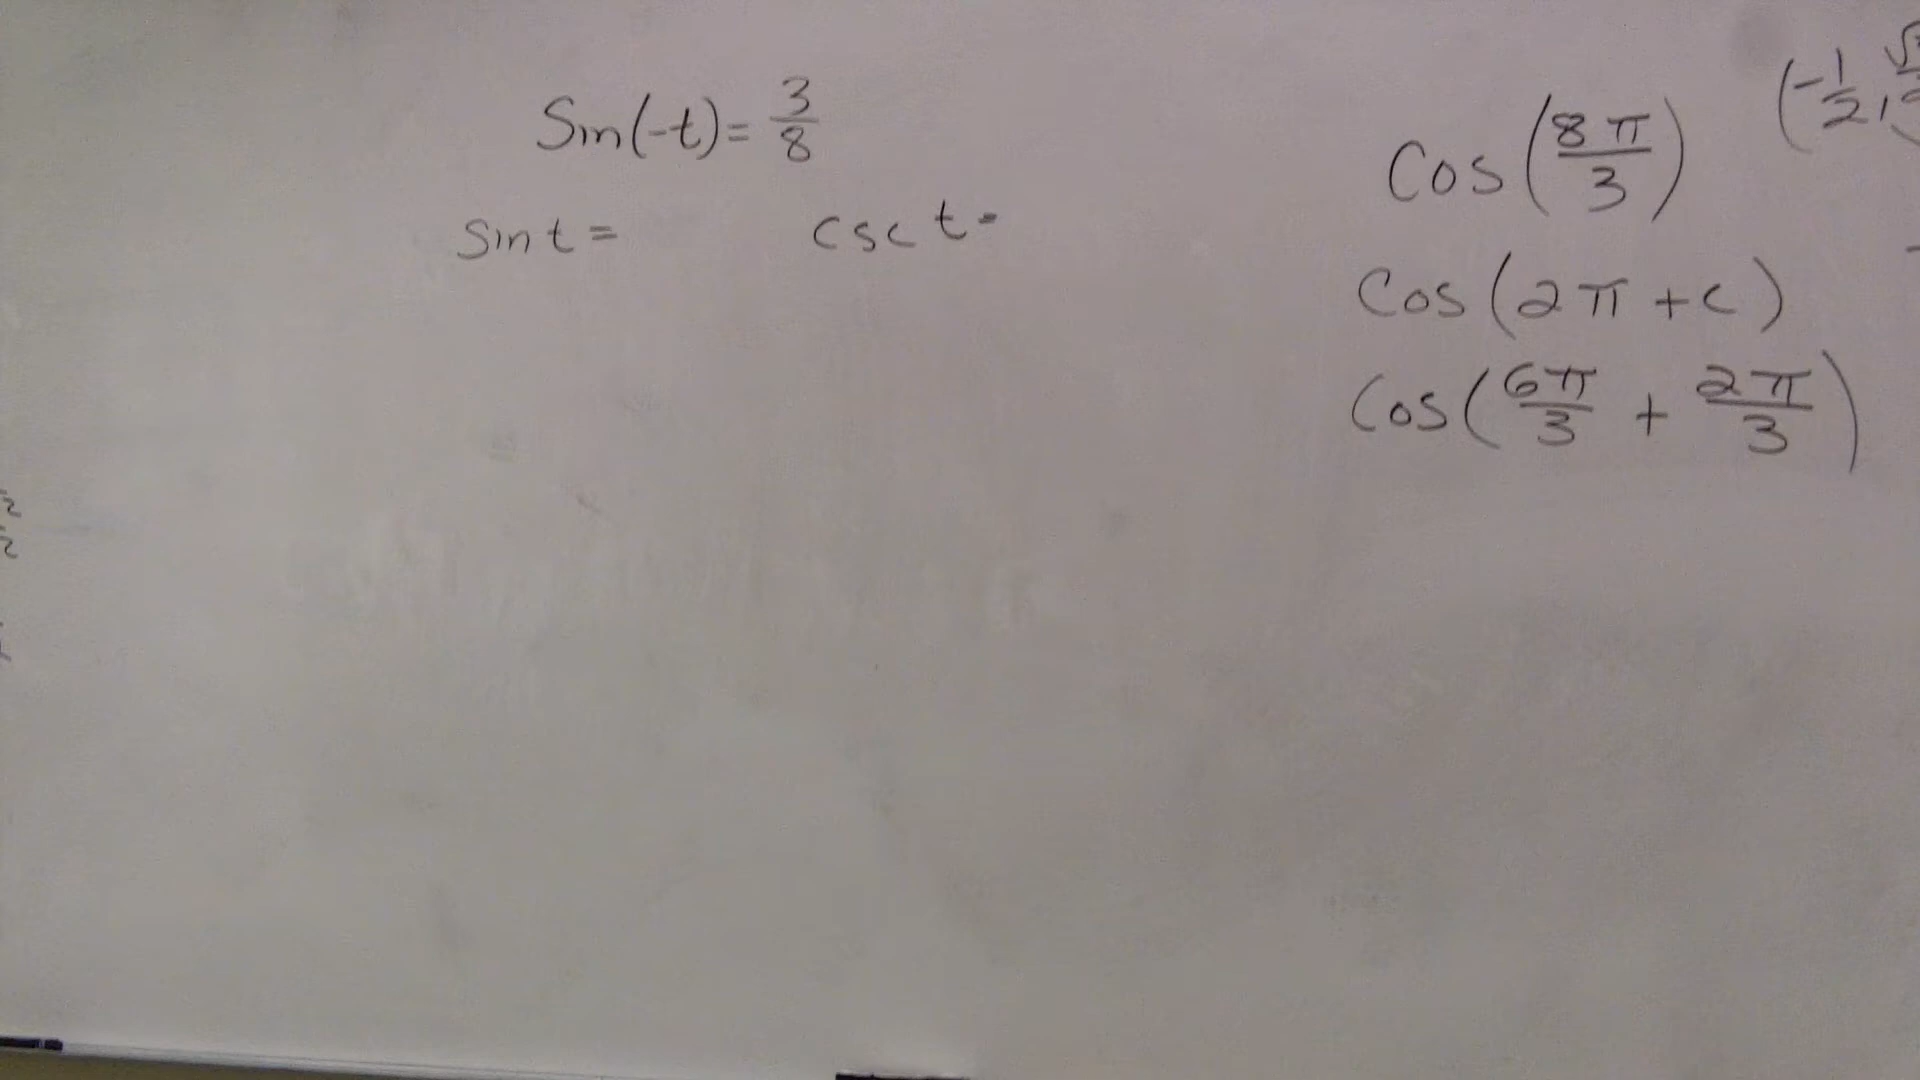 Sin(-t) = 3/8
sin t =
csc t =
Cos(8π/3)
(-1/2,
Cos(2π + c)
Cos(6π/3 + 2π/3)